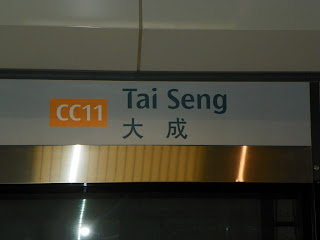 CC11 Tai Seng
大成